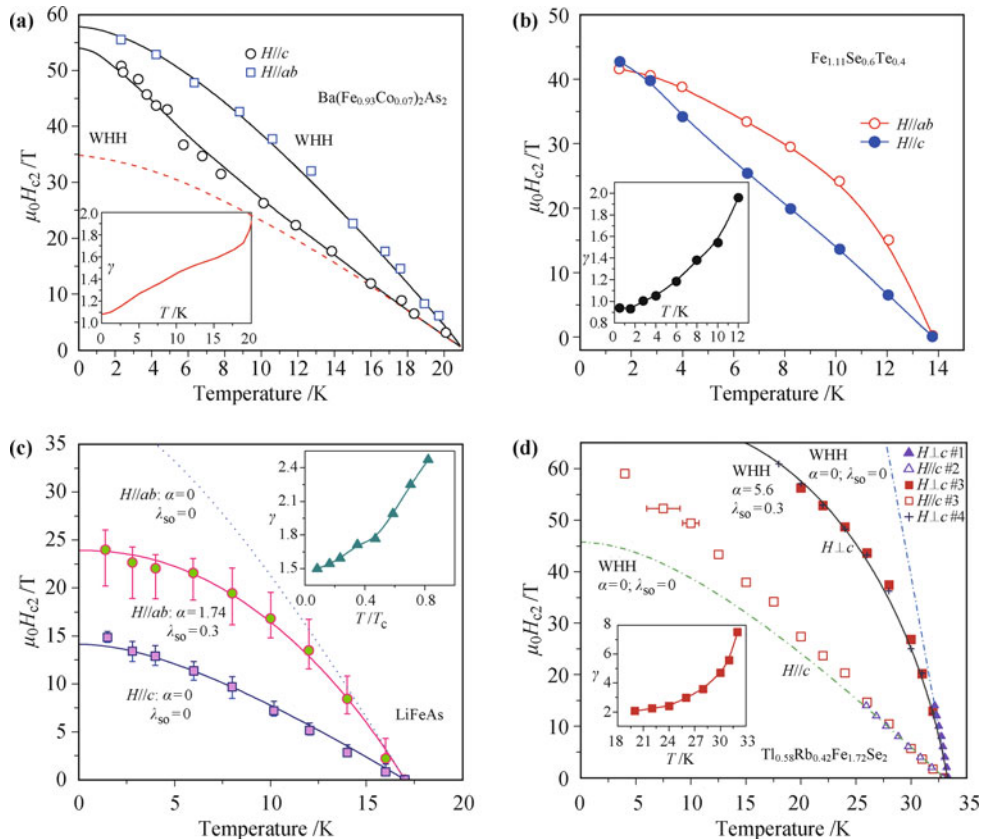 (a)
60
50
40
30
20
10
0
μ0Hc2/T
H//c
H//ab
Ba(Fe0.93Co0.07)2As2
WHH
WHH
2.0
1.8
1.6
1.4
1.2
1.0
γ
T/K
0 5 10 15 20
0 2 4 6 8 10 12 14 16 18 20
Temperature /K
(b)
50
40
30
20
10
0
μ0Hc2/T
Fe1.11Se0.6Te0.4
H//ab
H//c
2.0
1.8
1.6
1.4
1.2
1.0
0.8
γ
T/K
0 2 4 6 8 10 12
0 2 4 6 8 10 12 14
Temperature /K
(c)
35
30
25
20
15
10
5
0
μ0Hc2/T
H//ab: α=0
λso=0
H//ab: α=1.74
λso=0.3
H//c: α=0
λso=0
LiFeAs
2.4
2.1
1.8
1.5
γ
0.0 0.4 0.8
T/Tc
0 5 10 15 20
Temperature /K
(d)
60
50
40
30
20
10
0
μ0Hc2/T
WHH
α=0; λso=0
WHH
α=5.6
λso=0.3
H⊥c #1
H//c #2
H⊥c #3
H//c #3
H⊥c #4
H⊥c
WHH
α=0; λso=0
H//c
8
6
4
2
0
γ
18 21 24 27 30 33
T/K
Tl0.58Rb0.42Fe1.72Se2
0 5 10 15 20 25 30 35
Temperature /K